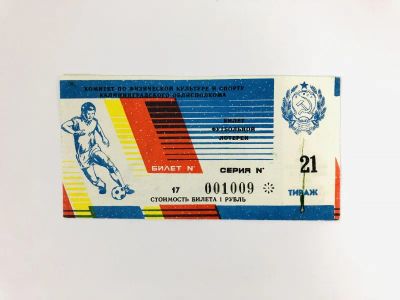 КОМИТЕТ ПО ФИЗИЧЕСКОЙ КУЛЬТУРЕ И СПОРТУ
КАЛИНИНГРАДСКОГО ОБЛИСПОЛКОМА
БИЛЕТ
ФУТБОЛЬНОЙ
ЛОТЕРЕИ
БИЛЕТ №
СЕРИЯ №
21
17
001009
ТИРАЖ
СТОИМОСТЬ БИЛЕТА 1 РУБЛЬ